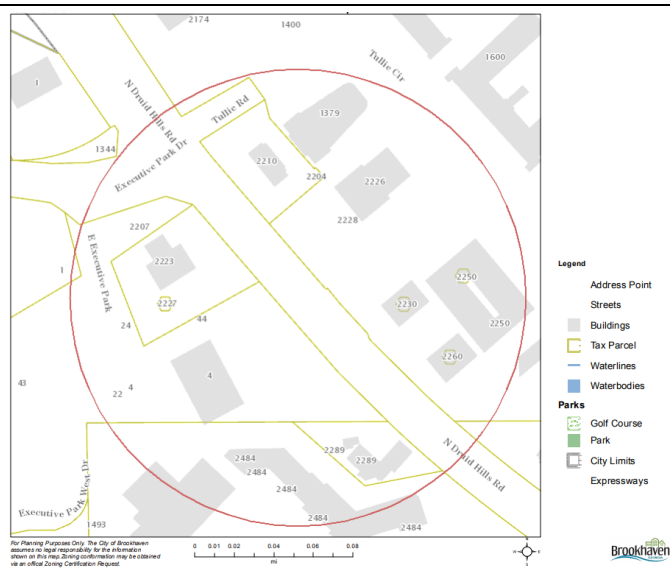 2174
1400
Tullie Cir
1600
1
N Druid Hills Rd
Tullie Rd
1379
1344
Executive Park Dr
2210
2204
2226
2228
2207
E Executive Park
2223
1
2227
2230
2250
2250
24
44
2260
43
22
4
4
2289
2289
N Druid Hills Rd
2484
2484
2484
2484
2484
Executive Park West Dr
1493
Legend
Address Point
Streets
Buildings
Tax Parcel
Waterlines
Waterbodies
Parks
Golf Course
Park
City Limits
Expressways
For Planning Purposes Only. The City of Brookhaven
assumes no legal responsibility for the information
shown on this map. Zoning conformation may be obtained
via an offical Zoning Certification Request.
0 0.01 0.02 0.04 0.06 0.08
mi
Brookhaven